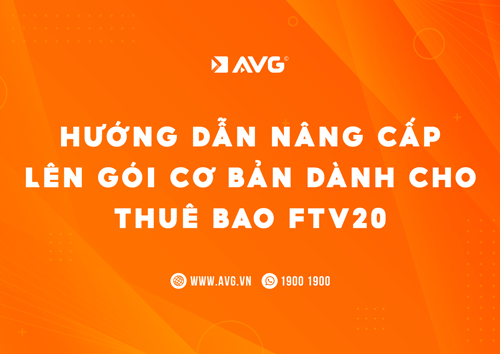 AVG©
HƯỚNG DẪN NÂNG CẤP
LÊN GÓI CƠ BẢN DÀNH CHO
THUÊ BAO FTV20
WWW.AVG.VN 1900 1900